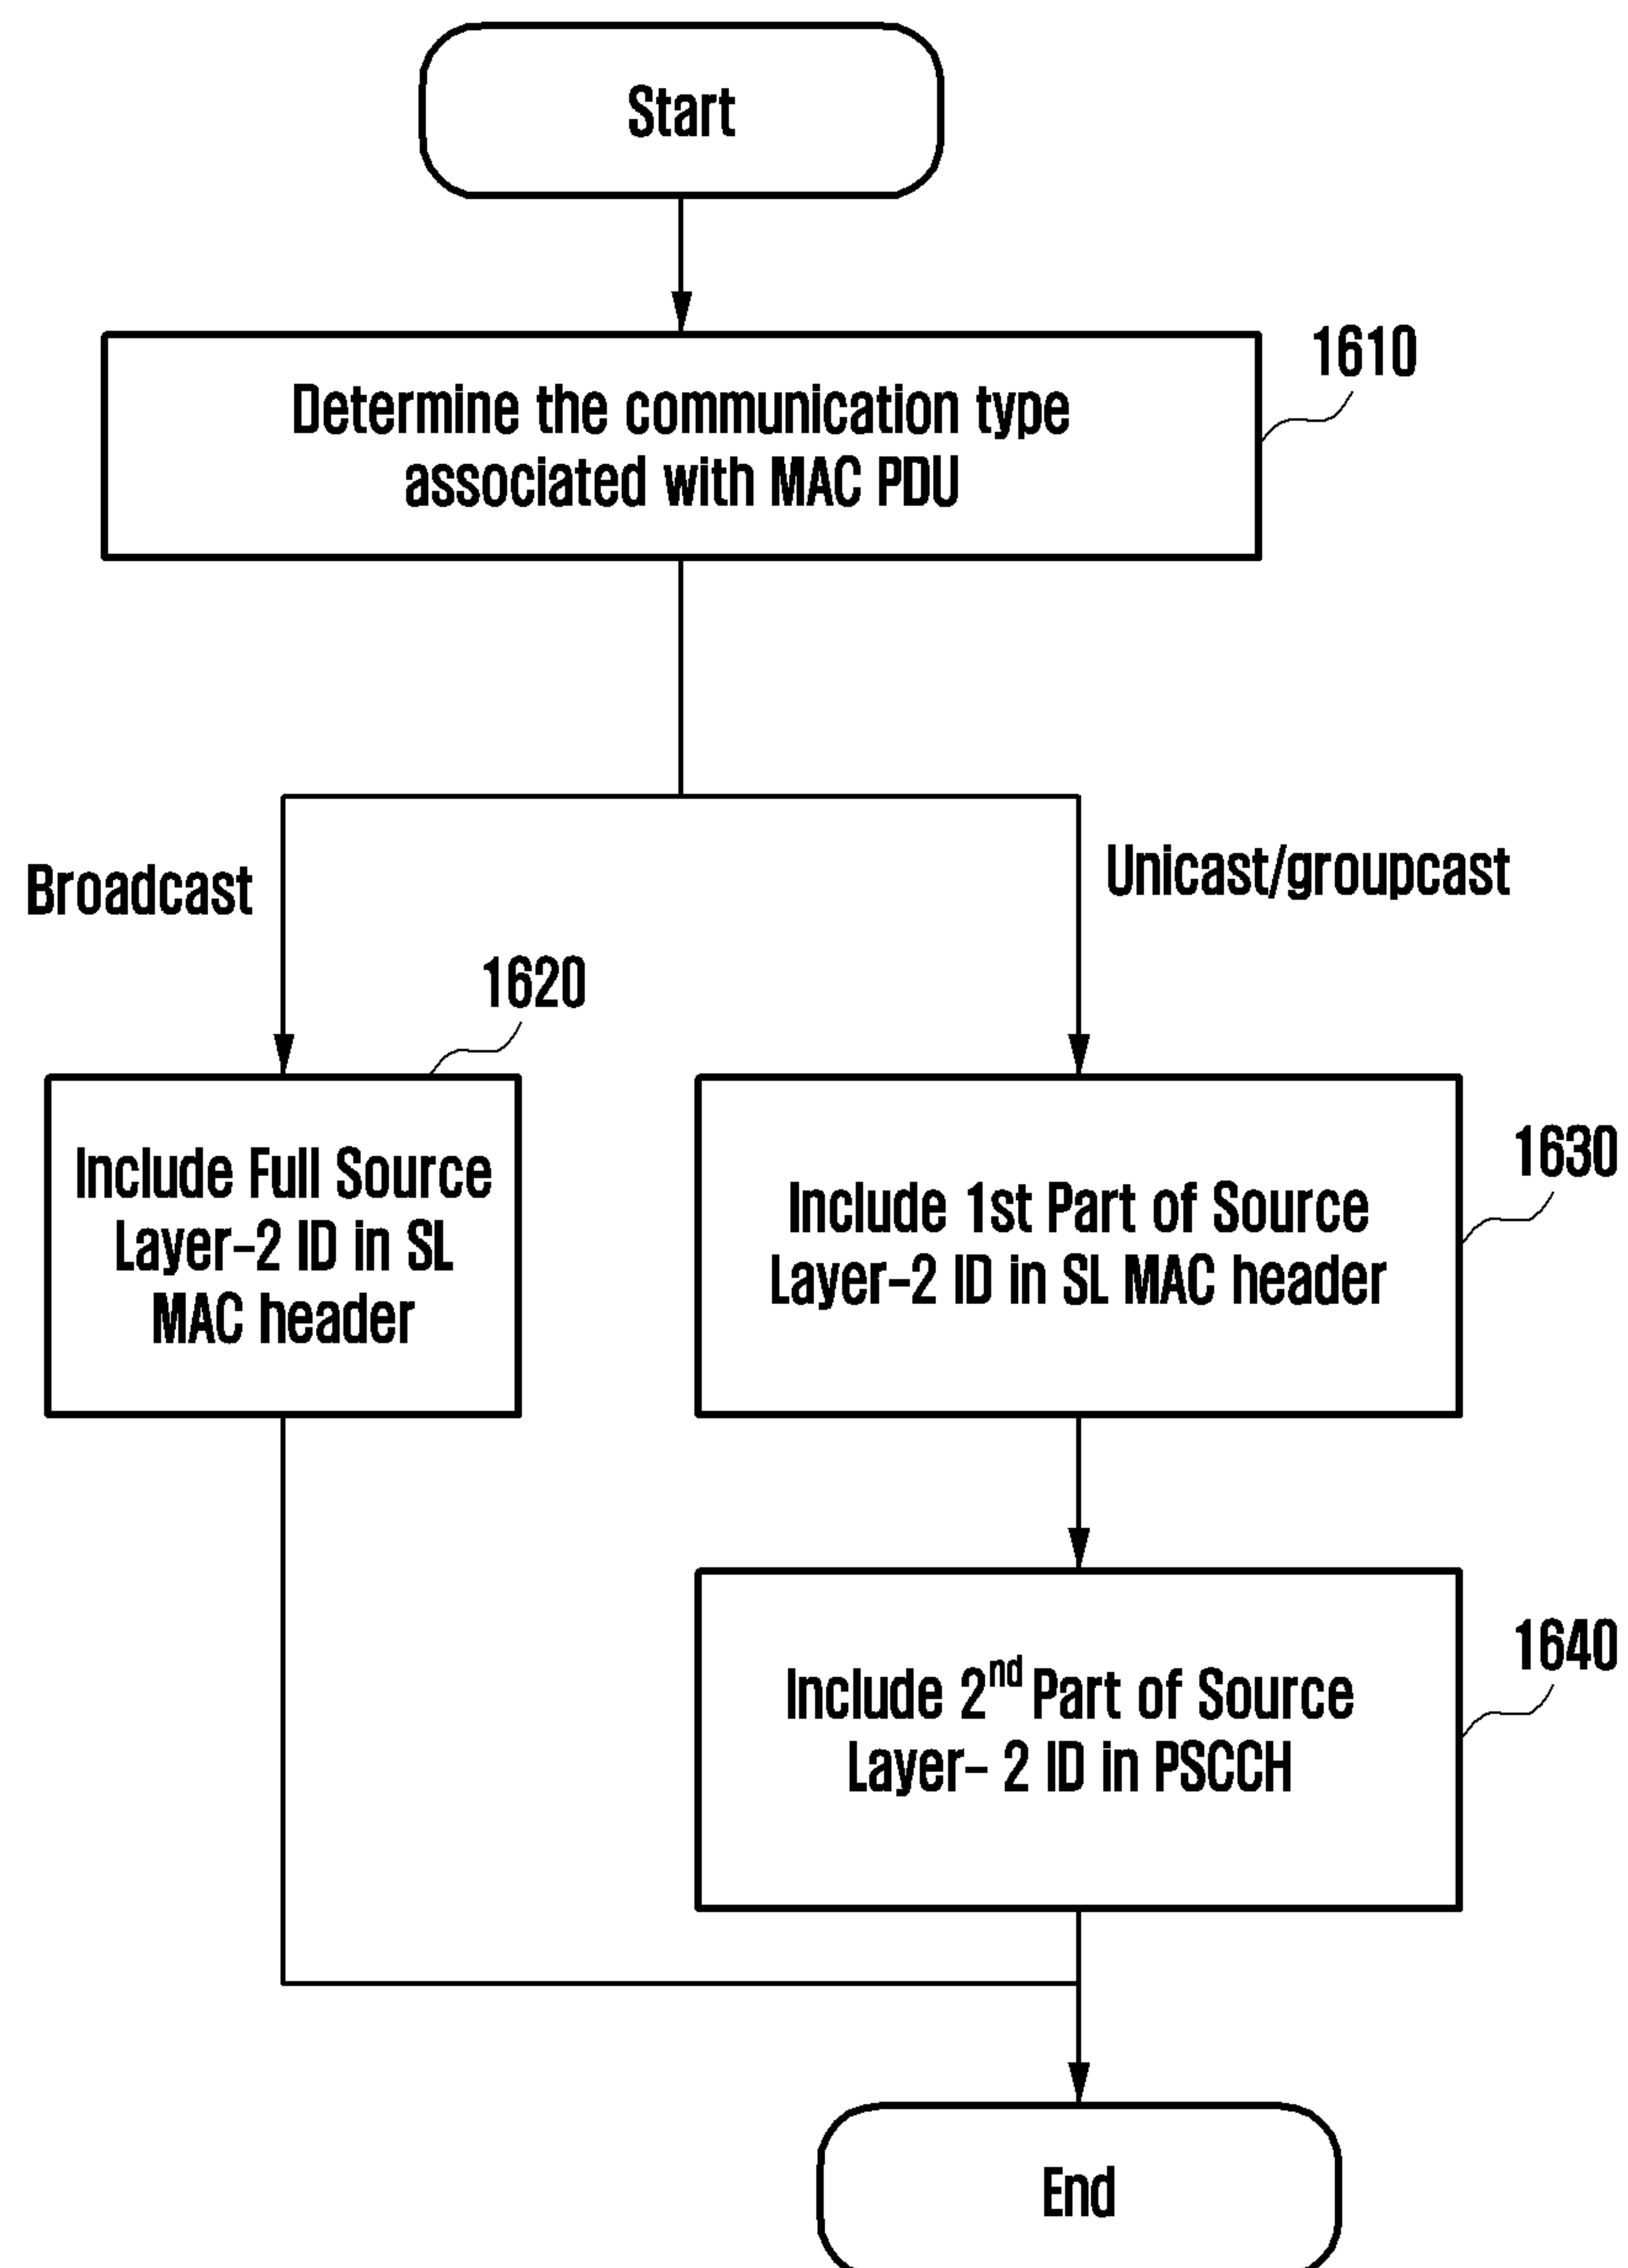 Start
1610
Determine the communication type
associated with MAC PDU
Broadcast
Unicast/groupcast
1620
Include Full Source
Layer-2 ID in SL
MAC header
1630
Include 1st Part of Source
Layer-2 ID in SL MAC header
1640
Include 2nd Part of Source
Layer- 2 ID in PSCCH
End